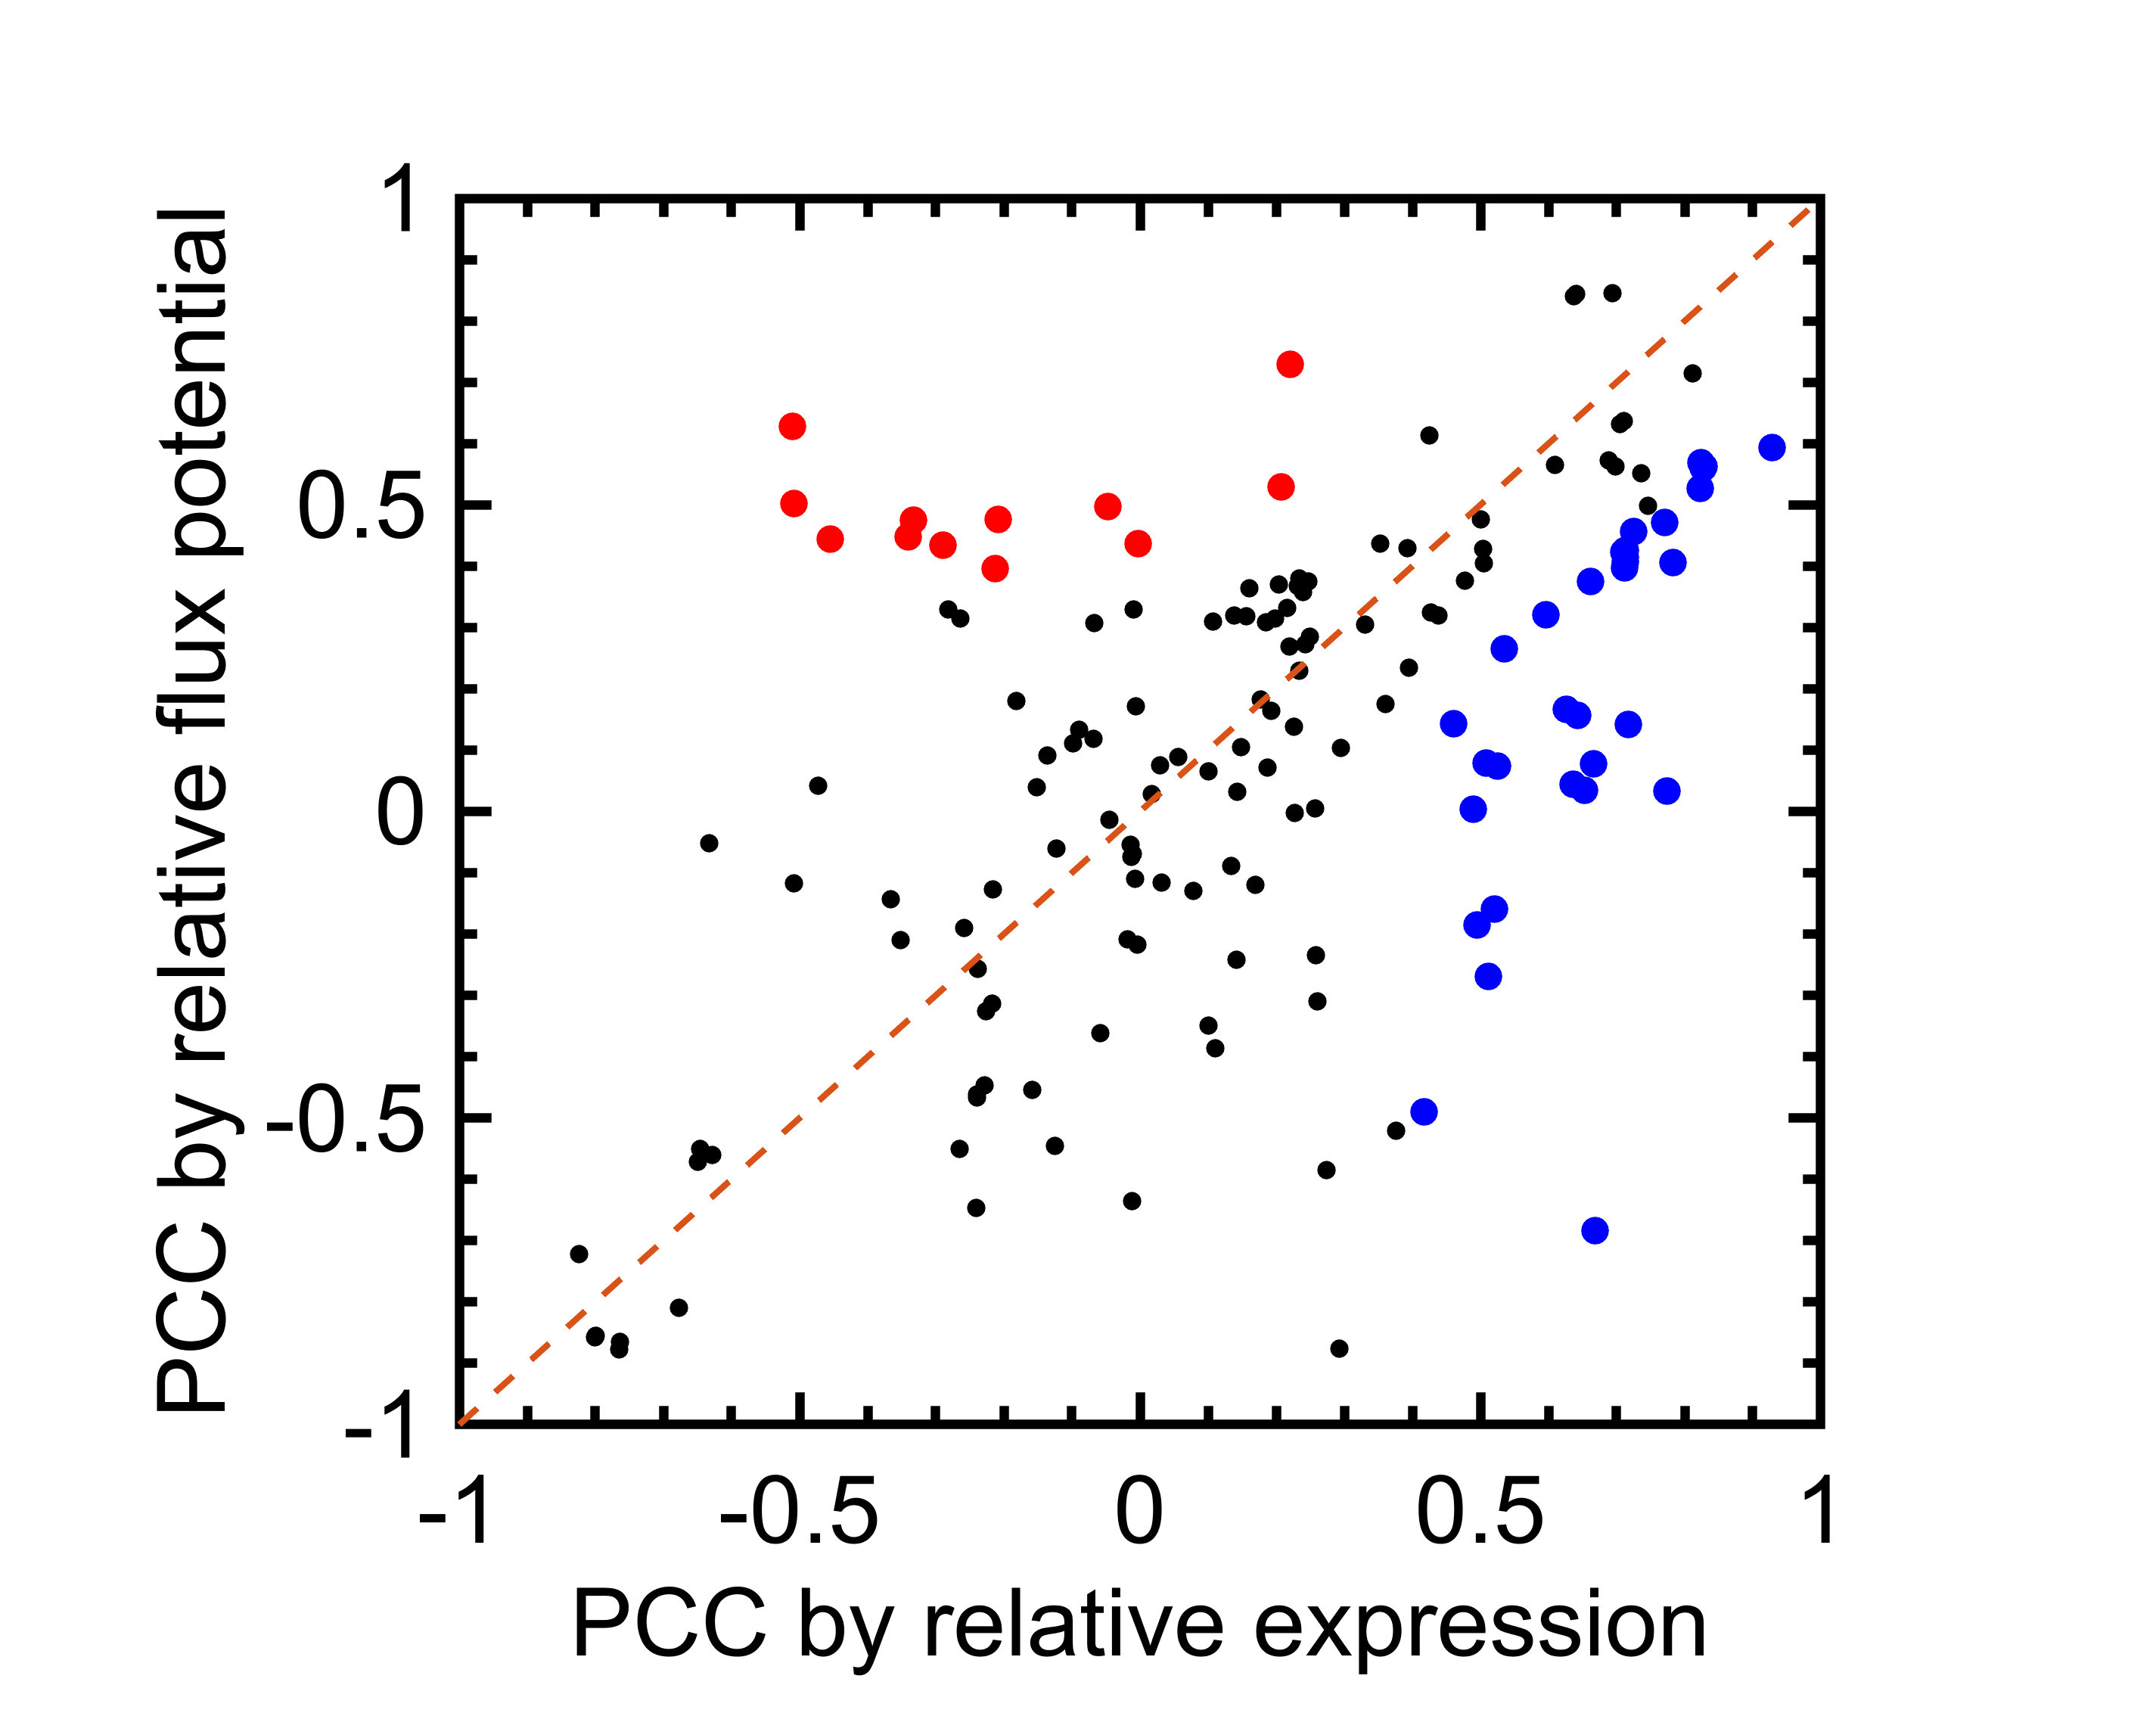 PCC by relative flux potential
1
0.5
0
-0.5
-1
-1 -0.5 0 0.5 1
PCC by relative expression